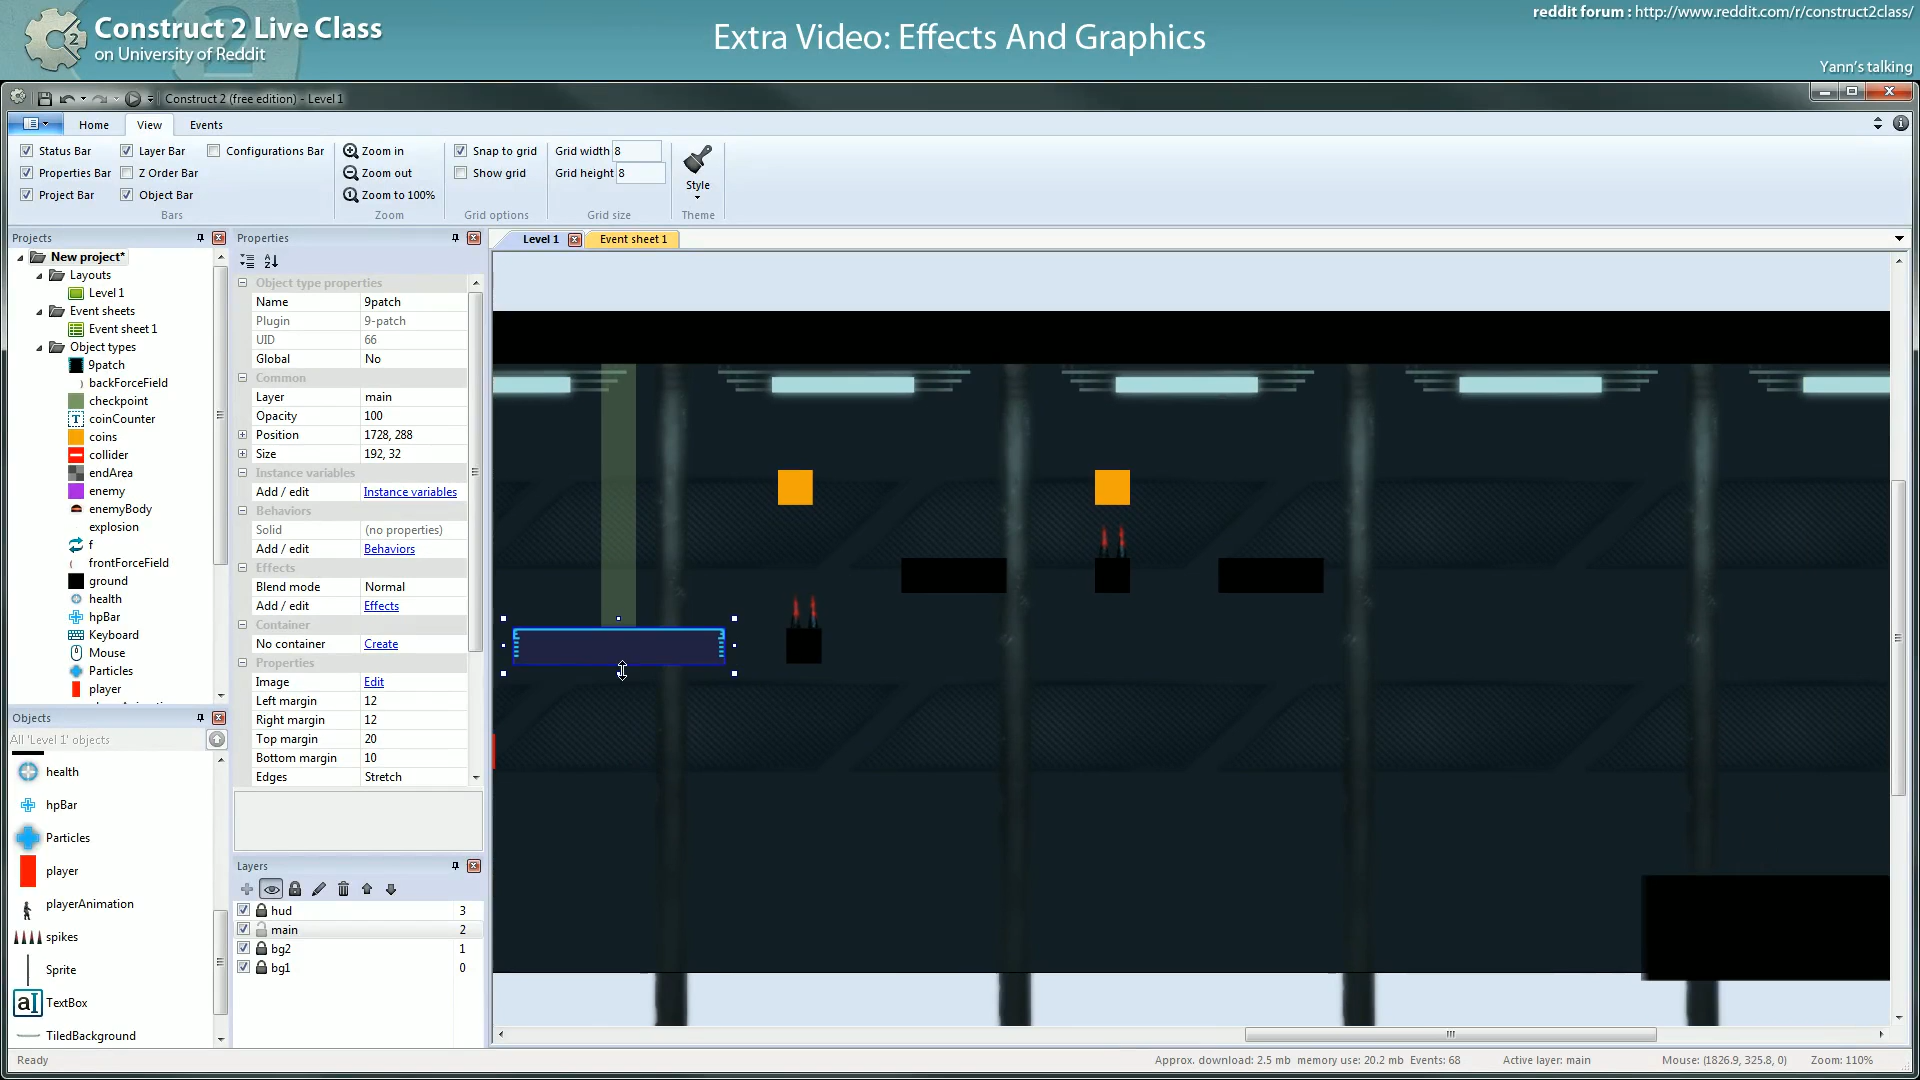 Construct 2 Live Class
on University of Reddit
Extra Video: Effects And Graphics
reddit forum : http://www.reddit.com/r/construct2class/
Yann's talking
Construct 2 (free edition) - Level 1
Home View Events
Status Bar Layer Bar Configurations Bar Zoom in Snap to grid Grid width 8
Properties Bar Z Order Bar Zoom out Show grid Grid height 8
Project Bar Object Bar Zoom to 100% Style
Bars Zoom Grid options Grid size Theme
Projects
New project*
Layouts
Level 1
Event sheets
Event sheet 1
Object types
9patch
backForceField
checkpoint
coinCounter
coins
collider
endArea
enemy
enemyBody
explosion
f
frontForceField
ground
health
hpBar
Keyboard
Mouse
Particles
player
Objects
All 'Level 1' objects
health
hpBar
Particles
player
playerAnimation
spikes
Sprite
TextBox
TiledBackground
Properties
Object type properties
Name 9patch
Plugin 9-patch
UID 66
Global No
Common
Layer main
Opacity 100
Position 1728, 288
Size 192, 32
Instance variables
Add / edit Instance variables
Behaviors
Solid (no properties)
Add / edit Behaviors
Effects
Blend mode Normal
Add / edit Effects
Container
No container Create
Properties
Image Edit
Left margin 12
Right margin 12
Top margin 20
Bottom margin 10
Edges Stretch
Layers
hud 3
main 2
bg2 1
bg1 0
Level 1 Event sheet 1
Ready
Approx. download: 2.5 mb memory use: 20.2 mb Events: 68 Active layer: main Mouse: (1826.9, 325.8, 0) Zoom: 110%